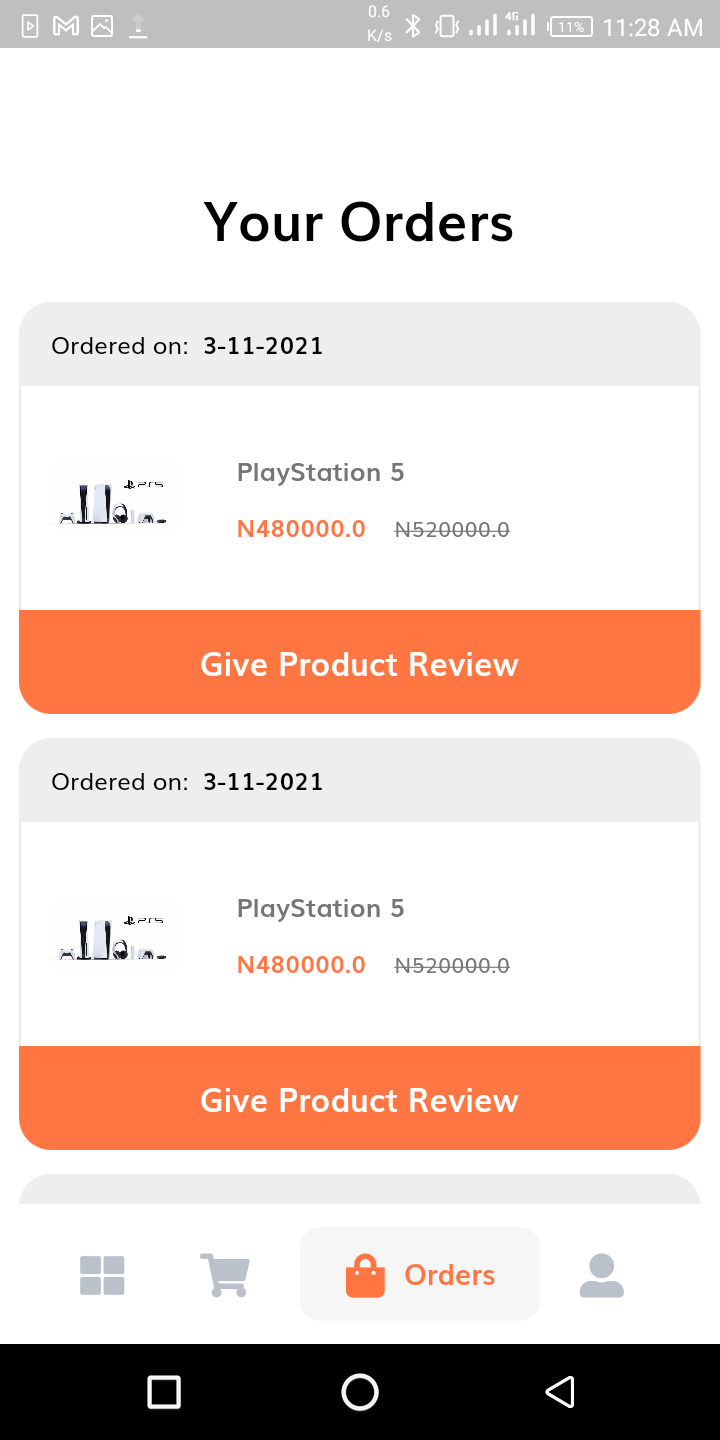 0.6
K/s
4G
11%
11:28 AM
Your Orders
Ordered on: 3-11-2021
PS5
PlayStation 5
N480000.0 N520000.0
Give Product Review
Ordered on: 3-11-2021
PS5
PlayStation 5
N480000.0 N520000.0
Give Product Review
Orders